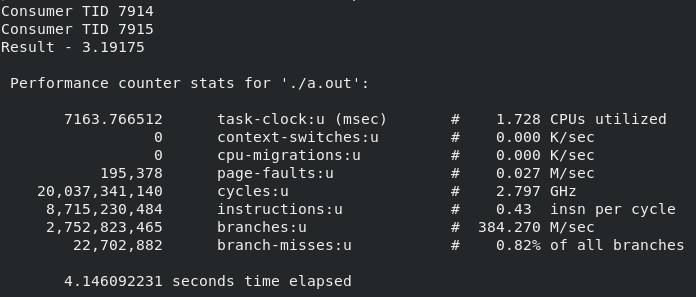 Consumer TID 7914
Consumer TID 7915
Result - 3.19175
Performance counter stats for './a.out':
7163.766512 task-clock:u (msec) # 1.728 CPUs utilized
0 context-switches:u # 0.000 K/sec
0 cpu-migrations:u # 0.000 K/sec
195,378 page-faults:u # 0.027 M/sec
20,037,341,140 cycles:u # 2.797 GHz
8,715,230,484 instructions:u # 0.43 insn per cycle
2,752,823,465 branches:u # 384.270 M/sec
22,702,882 branch-misses:u # 0.82% of all branches
4.146092231 seconds time elapsed